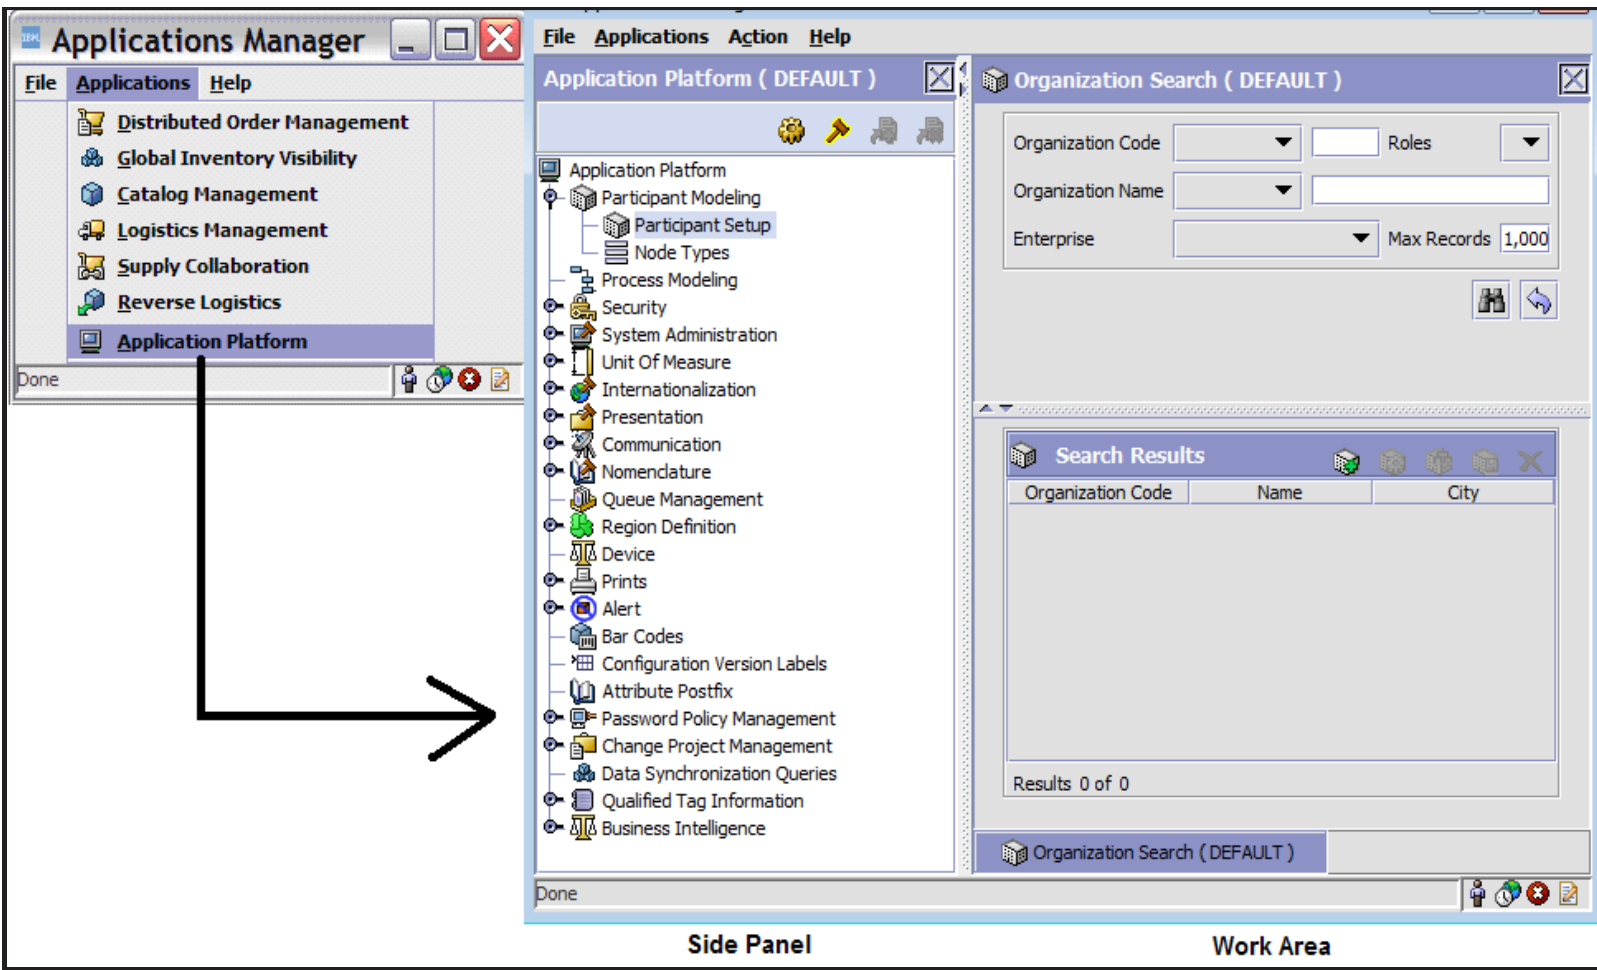 Applications Manager
File Applications Help
Distributed Order Management
Global Inventory Visibility
Catalog Management
Logistics Management
Supply Collaboration
Reverse Logistics
Application Platform
Done
File Applications Action Help
Application Platform ( DEFAULT )
Application Platform
Participant Modeling
Participant Setup
Node Types
Process Modeling
Security
System Administration
Unit Of Measure
Internationalization
Presentation
Communication
Nomendature
Queue Management
Region Definition
Device
Prints
Alert
Bar Codes
Configuration Version Labels
Attribute Postfix
Password Policy Management
Change Project Management
Data Synchronization Queries
Qualified Tag Information
Business Intelligence
Organization Search ( DEFAULT )
Organization Code Roles
Organization Name
Enterprise Max Records 1,000
Search Results
Organization Code Name City
Results 0 of 0
Organization Search ( DEFAULT )
Done
Side Panel
Work Area